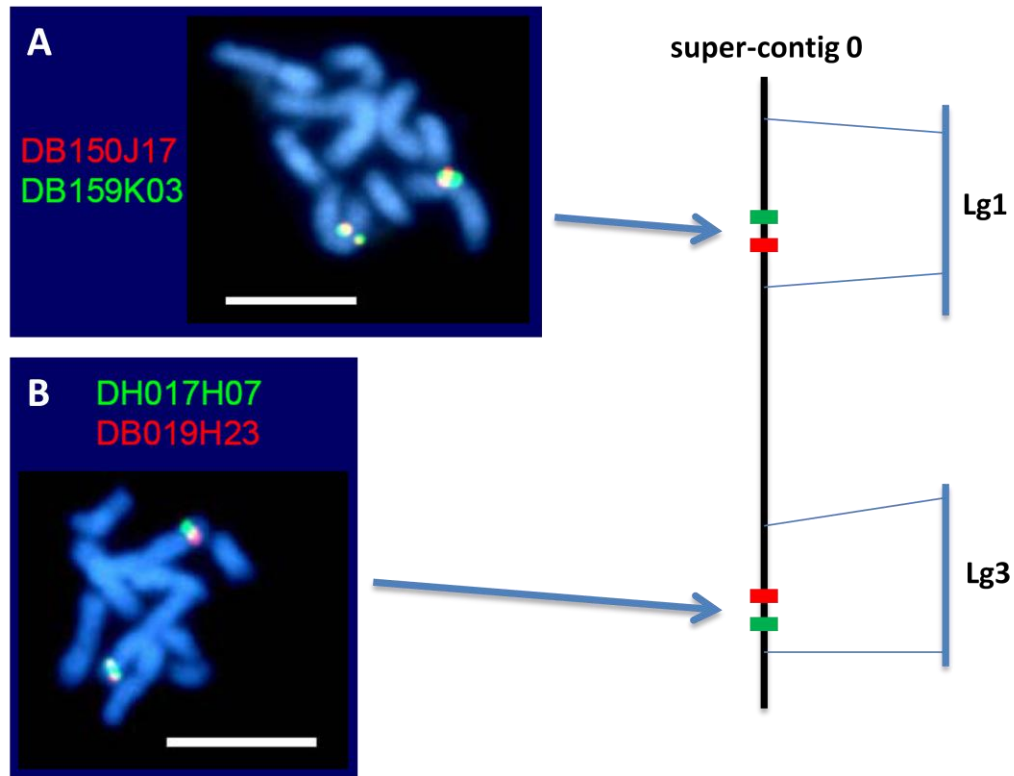 A
DB150J17
DB159K03
B
DH017H07
DB019H23
super-contig 0
Lg1
Lg3